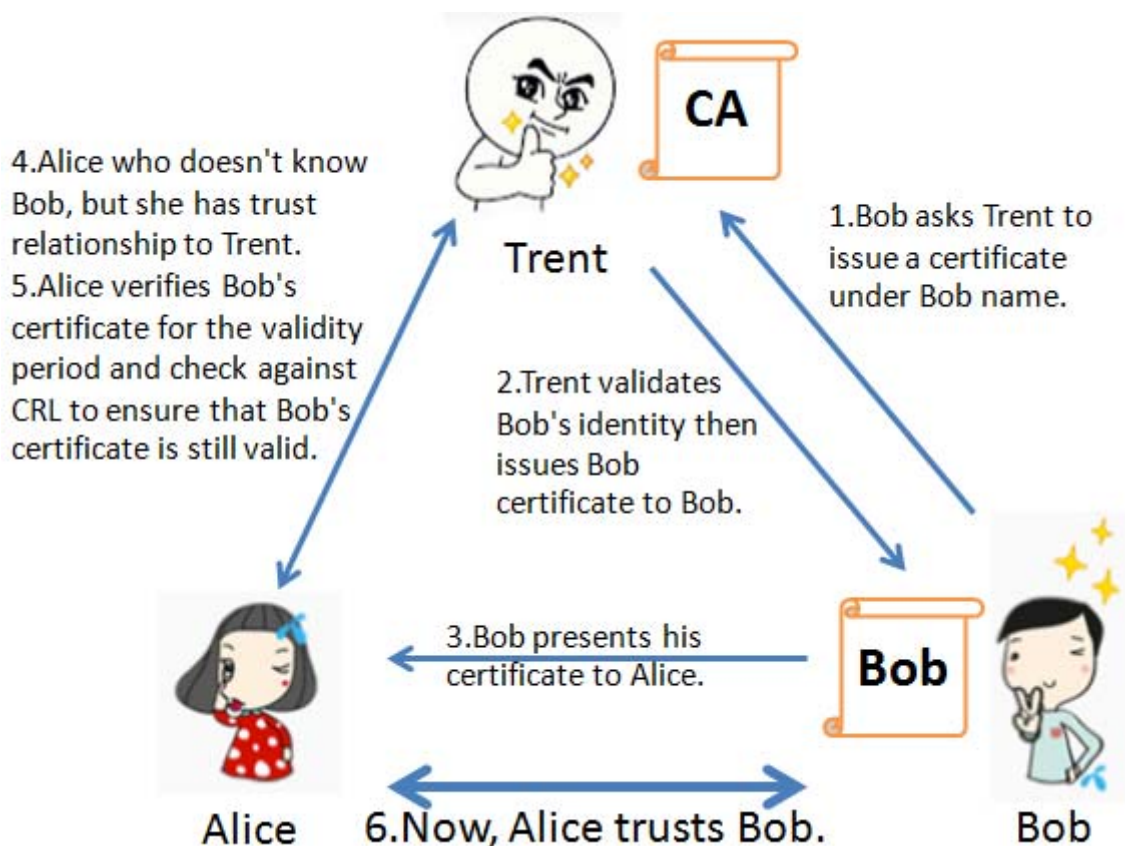 CA
Trent
4.Alice who doesn't know
Bob, but she has trust
relationship to Trent.
5.Alice verifies Bob's
certificate for the validity
period and check against
CRL to ensure that Bob's
certificate is still valid.
1.Bob asks Trent to
issue a certificate
under Bob name.
2.Trent validates
Bob's identity then
issues Bob
certificate to Bob.
3.Bob presents his
certificate to Alice.
Bob
Alice
6.Now, Alice trusts Bob.
Bob